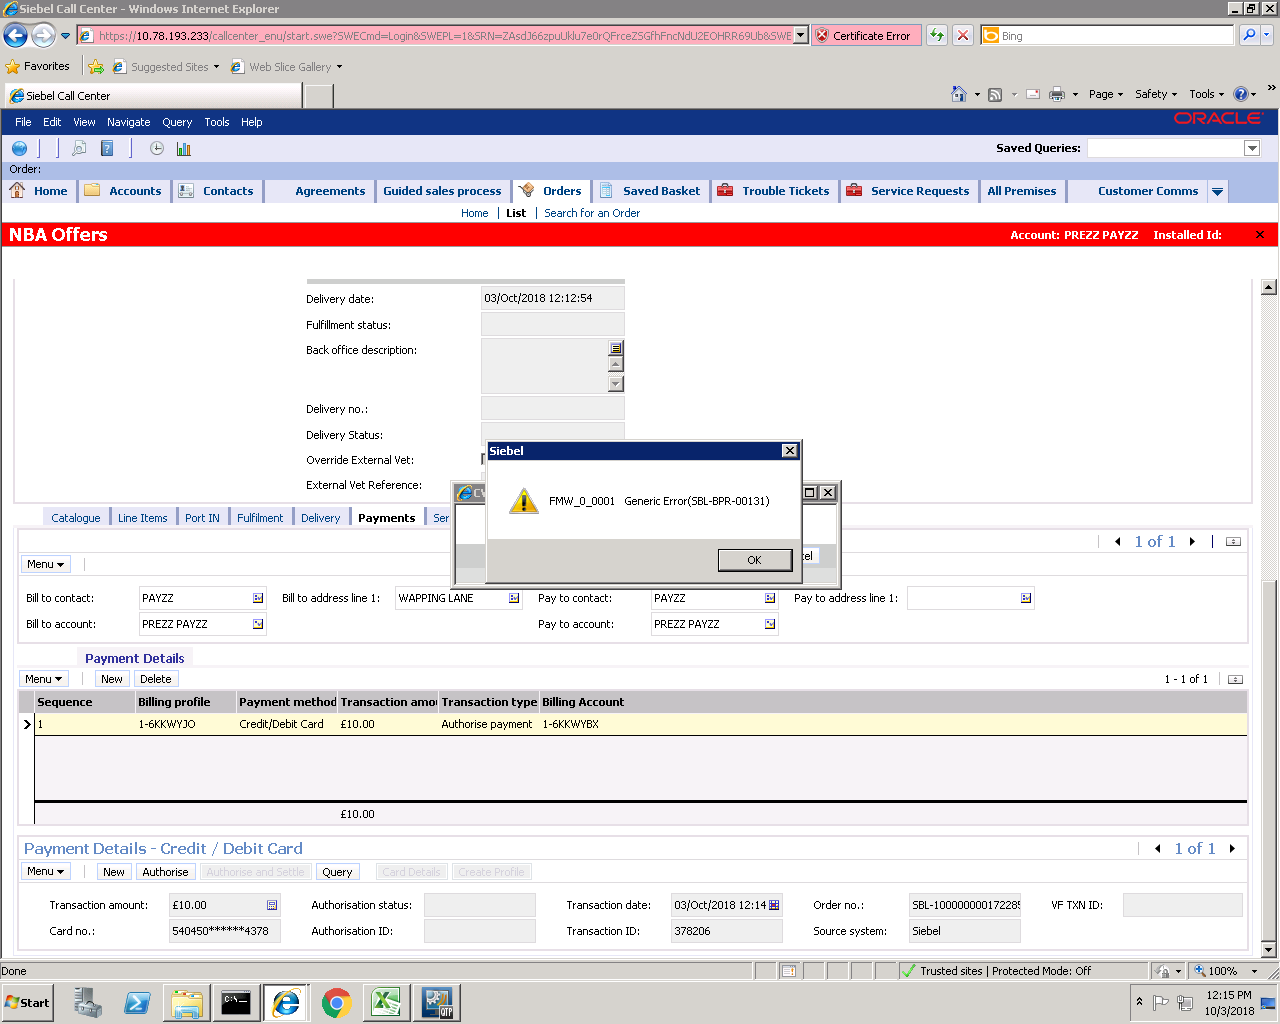 Siebel Call Center - Windows Internet Explorer
https://10.78.193.233/callcenter_enu/start.swe?SWECmd=Login&SWEPL=1&SRN=ZAsdJ66zpuUklu7e0rQFrceZSGfhFncNdU2EOHRR69Ub&SWE
Certificate Error
Bing
Favorites
Suggested Sites
Web Slice Gallery
Siebel Call Center
Page Safety Tools
File Edit View Navigate Query Tools Help
ORACLE
Saved Queries:
Order:
Home Accounts Contacts Agreements Guided sales process Orders Saved Basket Trouble Tickets Service Requests All Premises Customer Comms
Home | List | Search for an Order
NBA Offers
Account: PREZZ PAYZZ Installed Id:
Delivery date: 03/Oct/2018 12:12:54
Fulfillment status:
Back office description:
Delivery no.:
Delivery Status:
Override External Vet:
External Vet Reference:
Siebel
FMW_0_0001 Generic Error(SBL-BPR-00131)
OK
Catalogue Line Items Port IN Fulfilment Delivery Payments Ser
1 of 1
Menu
Bill to contact: PAYZZ Bill to address line 1: WAPPING LANE Pay to contact: PAYZZ Pay to address line 1:
Bill to account: PREZZ PAYZZ Pay to account: PREZZ PAYZZ
Payment Details
Menu New Delete
1 - 1 of 1
Sequence Billing profile Payment method Transaction amou Transaction type Billing Account
1 1-6KKWYJO Credit/Debit Card £10.00 Authorise payment 1-6KKWYBX
£10.00
Payment Details - Credit / Debit Card
1 of 1
Menu New Authorise Authorise and Settle Query Card Details Create Profile
Transaction amount: £10.00 Authorisation status: Transaction date: 03/Oct/2018 12:14 Order no.: SBL-10000000017228 VF TXN ID:
Card no.: 540450******4378 Authorisation ID: Transaction ID: 378206 Source system: Siebel
Done
Trusted sites | Protected Mode: Off
100%
Start
QTP
12:15 PM
10/3/2018